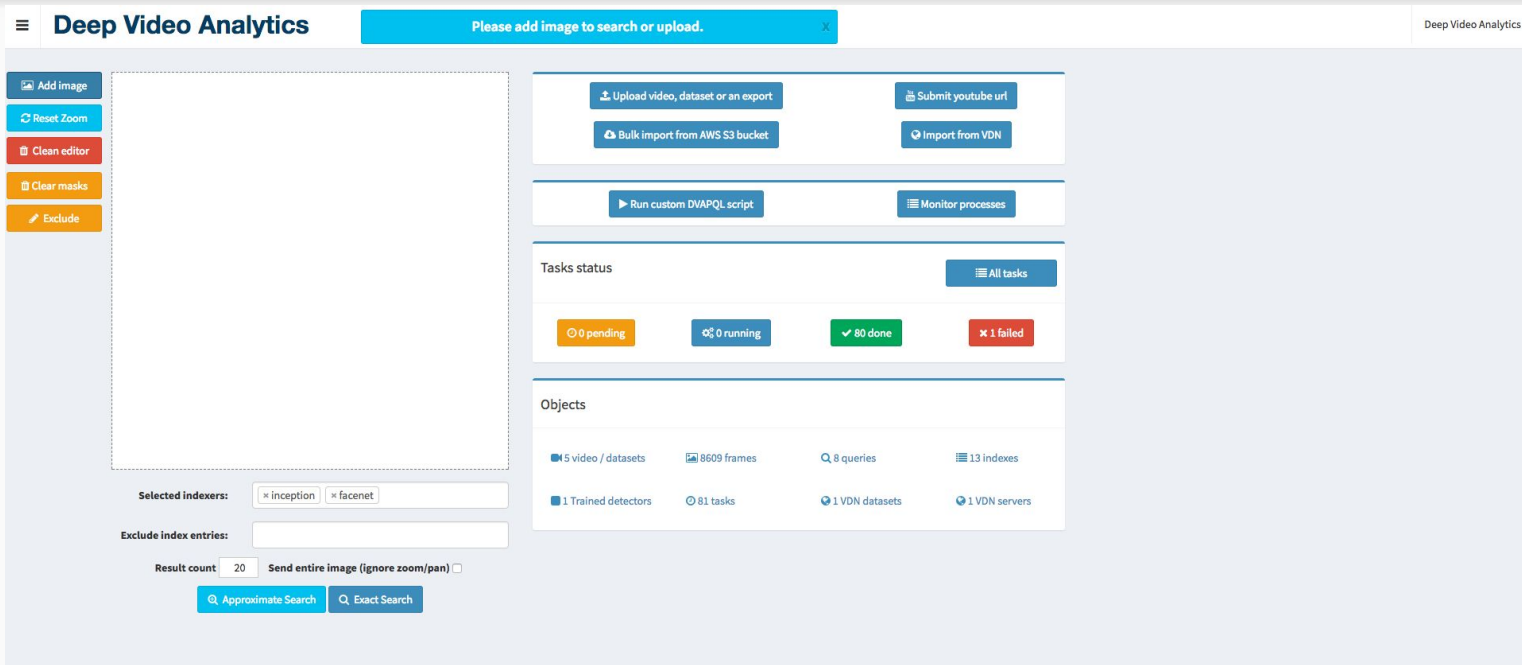 Deep Video Analytics
Please add image to search or upload. X
Deep Video Analytics
Add image
Reset Zoom
Clean editor
Clear masks
Exclude
Selected indexers: × inception × facenet
Exclude index entries:
Result count 20 Send entire image (ignore zoom/pan)
Approximate Search Exact Search
Upload video, dataset or an export Submit youtube url
Bulk import from AWS S3 bucket Import from VDN
Run custom DVAPQL script Monitor processes
Tasks status All tasks
0 pending 0 running 80 done 1 failed
Objects
5 video / datasets 8609 frames 8 queries 13 indexes
1 Trained detectors 81 tasks 1 VDN datasets 1 VDN servers